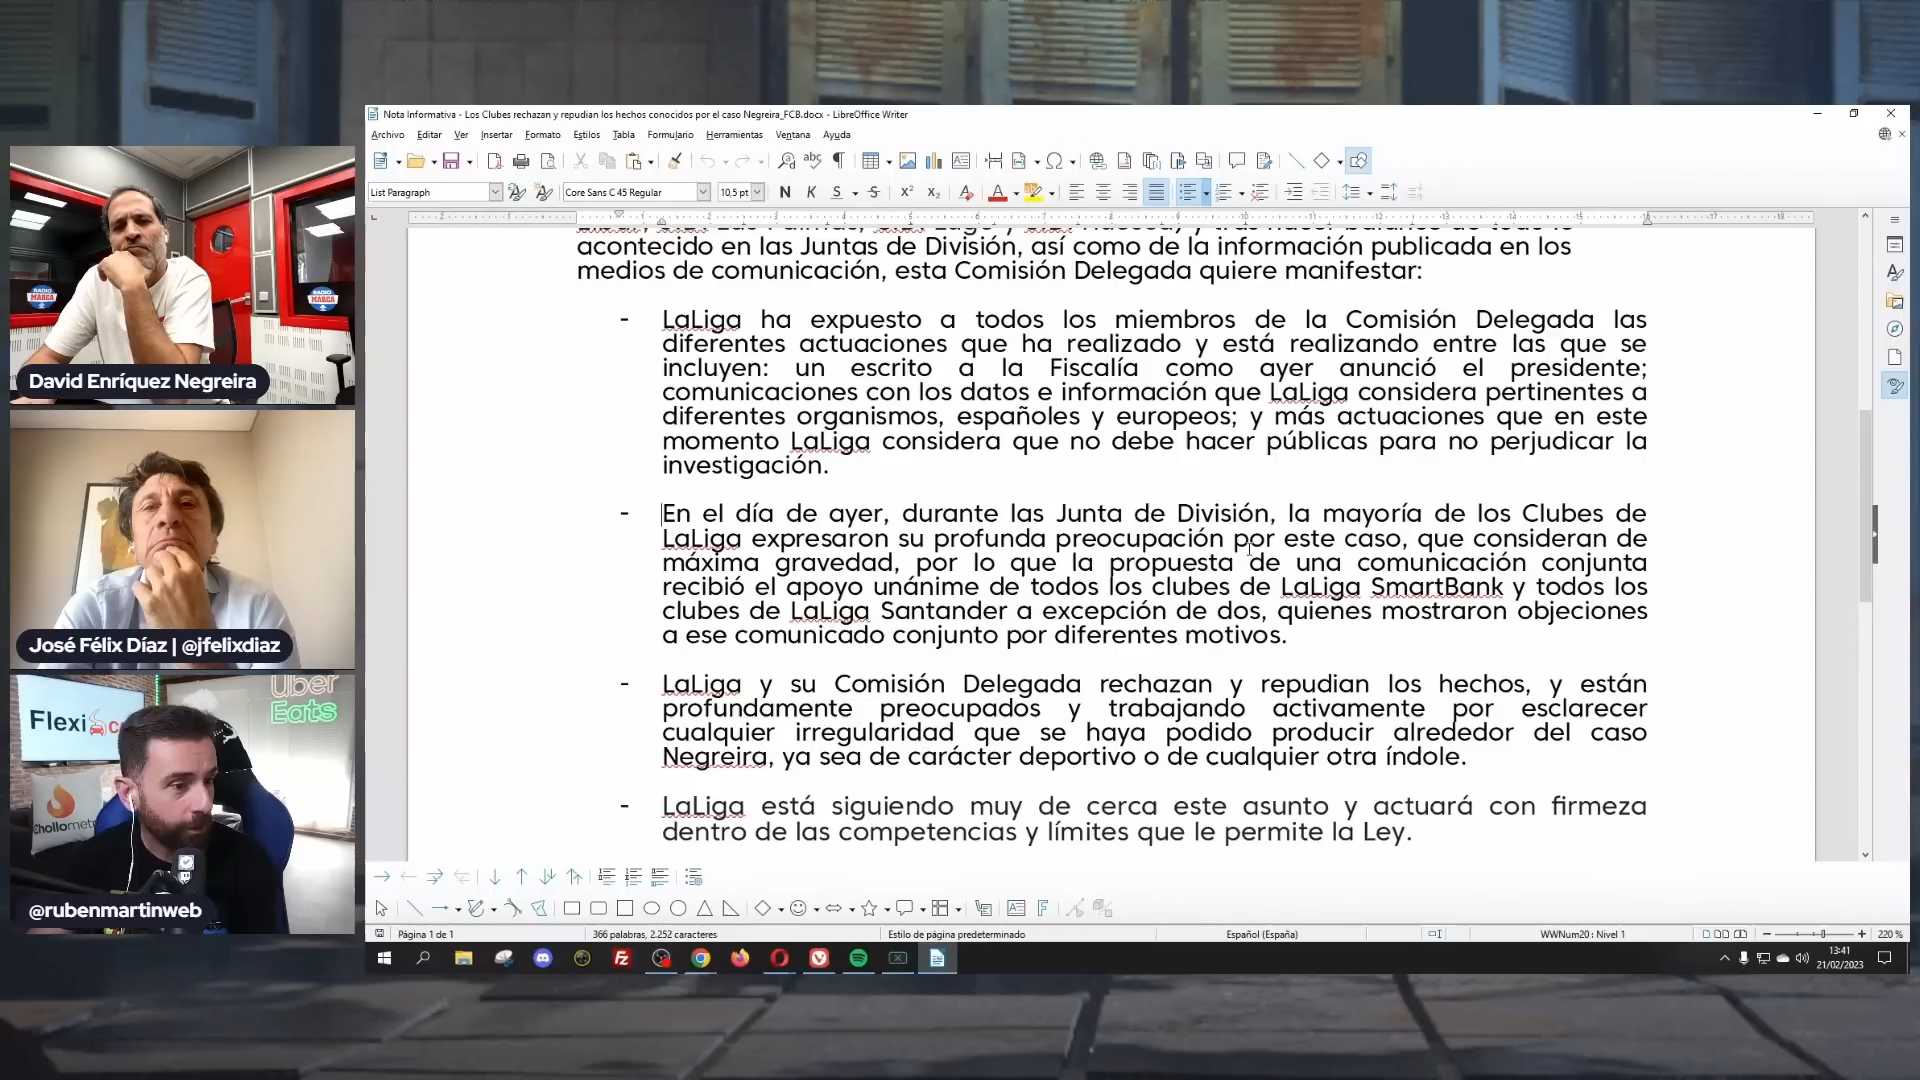 Nota Informativa - Los Clubes rechazan y repudian los hechos conocidos por el caso Negreira_FCB.docx - LibreOffice Writer
Archivo Editar Ver Insertar Formato Estilos Tabla Formulario Herramientas Ventana Ayuda
List Paragraph Core Sans C 45 Regular 10,5 pt
acontecido en las Juntas de División, así como de la información publicada en los
medios de comunicación, esta Comisión Delegada quiere manifestar:
- LaLiga ha expuesto a todos los miembros de la Comisión Delegada las
diferentes actuaciones que ha realizado y está realizando entre las que se
incluyen: un escrito a la Fiscalía como ayer anunció el presidente;
comunicaciones con los datos e información que LaLiga considera pertinentes a
diferentes organismos, españoles y europeos; y más actuaciones que en este
momento LaLiga considera que no debe hacer públicas para no perjudicar la
investigación.
- En el día de ayer, durante las Junta de División, la mayoría de los Clubes de
LaLiga expresaron su profunda preocupación por este caso, que consideran de
máxima gravedad, por lo que la propuesta de una comunicación conjunta
recibió el apoyo unánime de todos los clubes de LaLiga SmartBank y todos los
clubes de LaLiga Santander a excepción de dos, quienes mostraron objeciones
a ese comunicado conjunto por diferentes motivos.
- LaLiga y su Comisión Delegada rechazan y repudian los hechos, y están
profundamente preocupados y trabajando activamente por esclarecer
cualquier irregularidad que se haya podido producir alrededor del caso
Negreira, ya sea de carácter deportivo o de cualquier otra índole.
- LaLiga está siguiendo muy de cerca este asunto y actuará con firmeza
dentro de las competencias y límites que le permite la Ley.
Página 1 de 1 366 palabras, 2.252 caracteres Estilo de página predeterminado Español (España) WWNum20 : Nivel 1 220 %
13:41
21/02/2023
RADIO
MARCA
RADIO
MARCA
David Enríquez Negreira
José Félix Díaz | @jfelixdiaz
Uber
Eats
Flexi
Chollomet
@rubenmartinweb